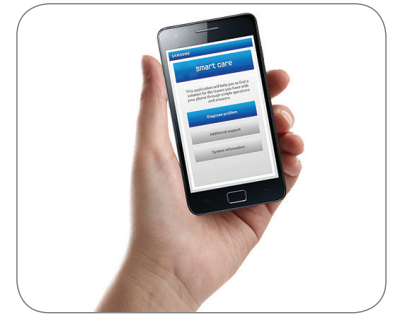 SAMSUNG
smart care
This application will help you to find a
solution for the issues you have with
your phone through simple operations
and answers.
Diagnose problem
Additional support
System information